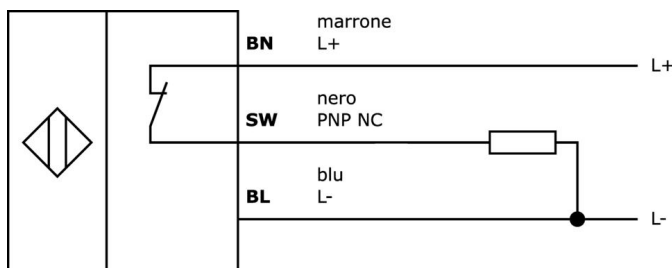 marrone
BN L+
L+
nero
SW PNP NC
blu
BL L-
L-